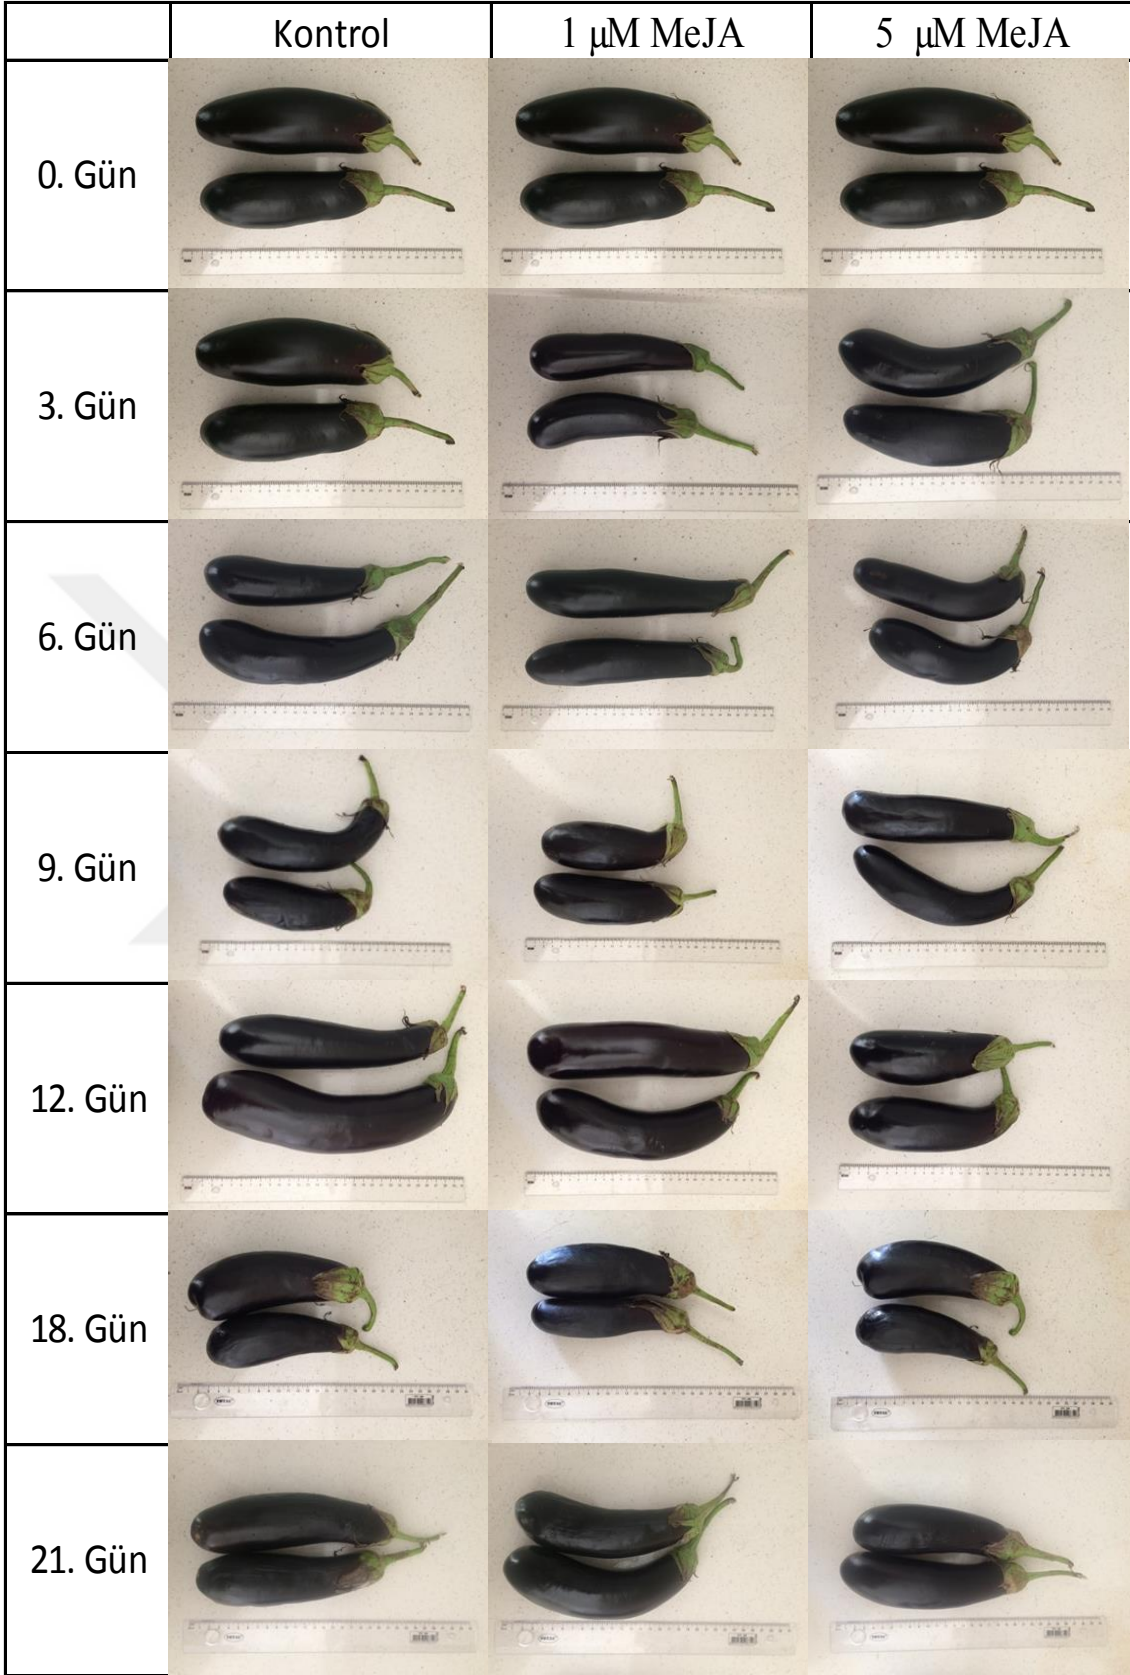 Kontrol 1 μM MeJA 5 μM MeJA
0. Gün
3. Gün
6. Gün
9. Gün
12. Gün
18. Gün
21. Gün